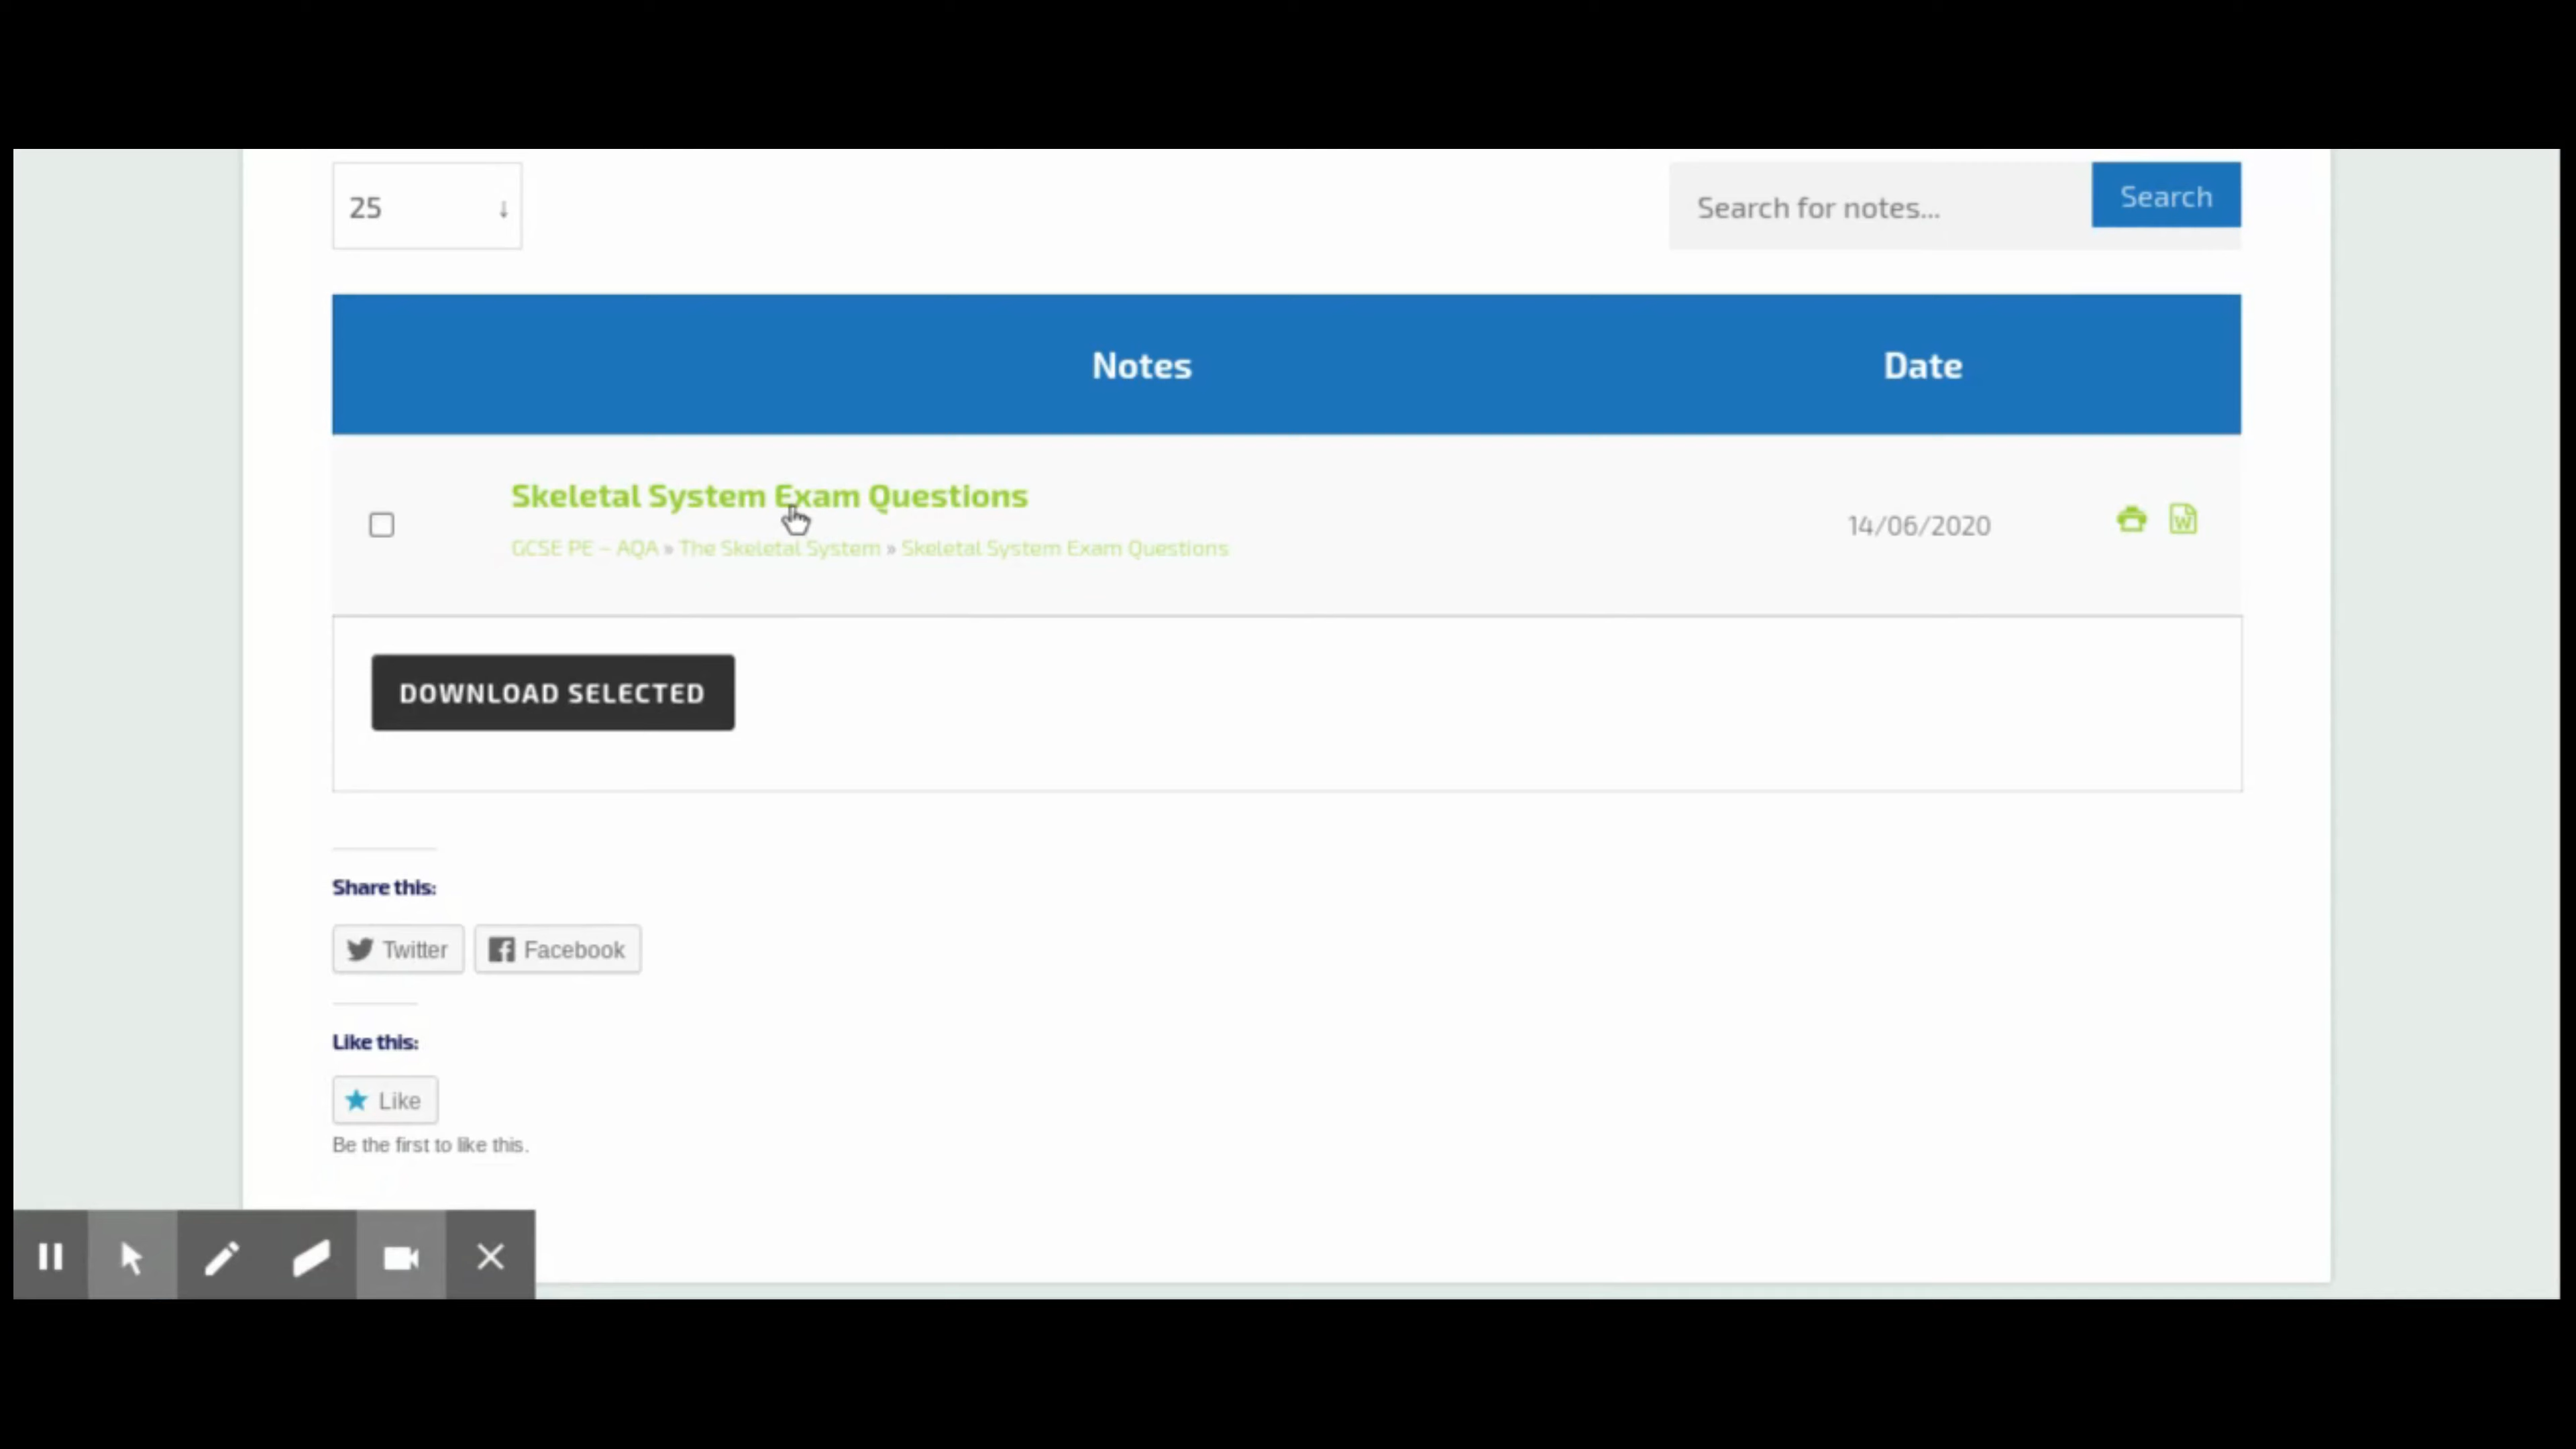 25
Search for notes...
Search
Notes
Date
Skeletal System Exam Questions
GCSE PE – AQA » The Skeletal System » Skeletal System Exam Questions
14/06/2020
DOWNLOAD SELECTED
Share this:
Twitter
Facebook
Like this:
Like
Be the first to like this.